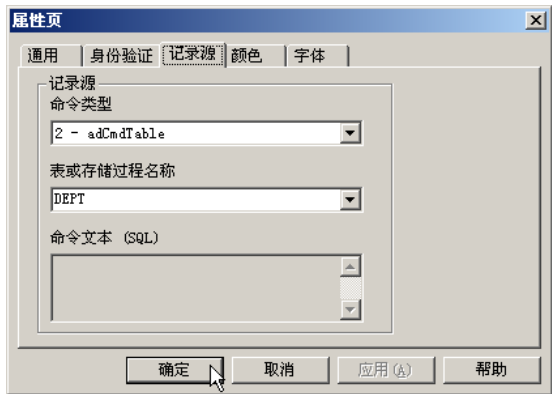 属性页
通用 身份验证 记录源 颜色 字体
记录源
命令类型
2 - adCmdTable
表或存储过程名称
DEPT
命令文本 (SQL)
确定 取消 应用(A) 帮助